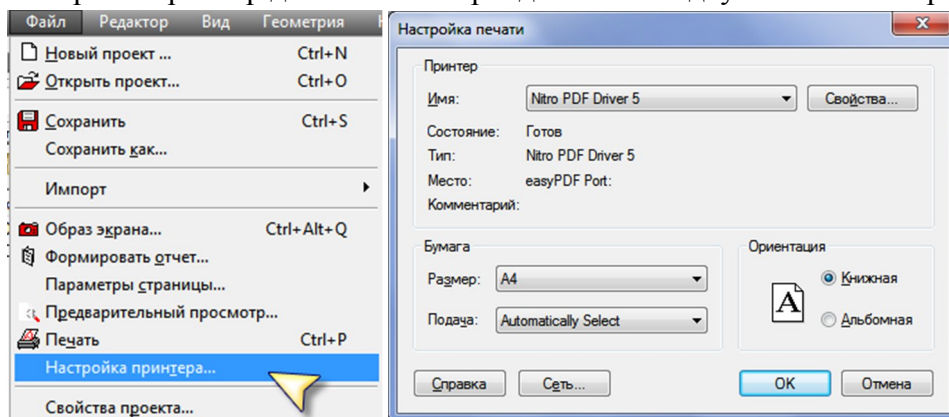 Файл Редактор Вид Геометрия
Новый проект ... Ctrl+N
Открыть проект... Ctrl+O
Сохранить Ctrl+S
Сохранить как...
Импорт
Образ экрана... Ctrl+Alt+Q
Формировать отчет...
Параметры страницы...
Предварительный просмотр...
Печать Ctrl+P
Настройка принтера...
Свойства проекта...
Настройка печати
Принтер
Имя: Nitro PDF Driver 5 Свойства...
Состояние: Готов
Тип: Nitro PDF Driver 5
Место: easyPDF Port:
Комментарий:
Бумага
Размер: A4
Подача: Automatically Select
Ориентация
A
Книжная
Альбомная
Справка Сеть... OK Отмена